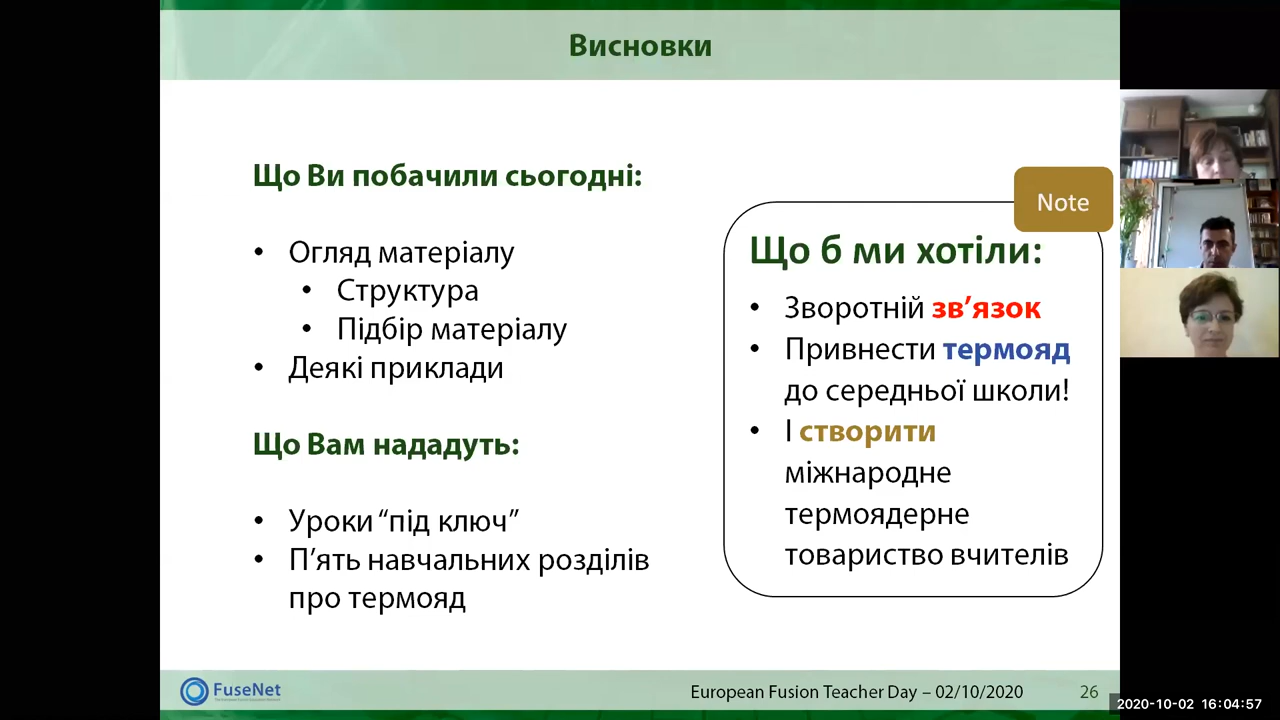 Висновки
Що Ви побачили сьогодні:
• Огляд матеріалу
• Структура
• Підбір матеріалу
• Деякі приклади
Що Вам нададуть:
• Уроки “під ключ”
• П’ять навчальних розділів
про термояд
Note
Що б ми хотіли:
• Зворотній зв’язок
• Привнести термояд
до середньої школи!
• І створити
міжнародне
термоядерне
товариство вчителів
FuseNet
European Fusion Teacher Day – 02/10/2020
26
2020-10-02 16:04:57